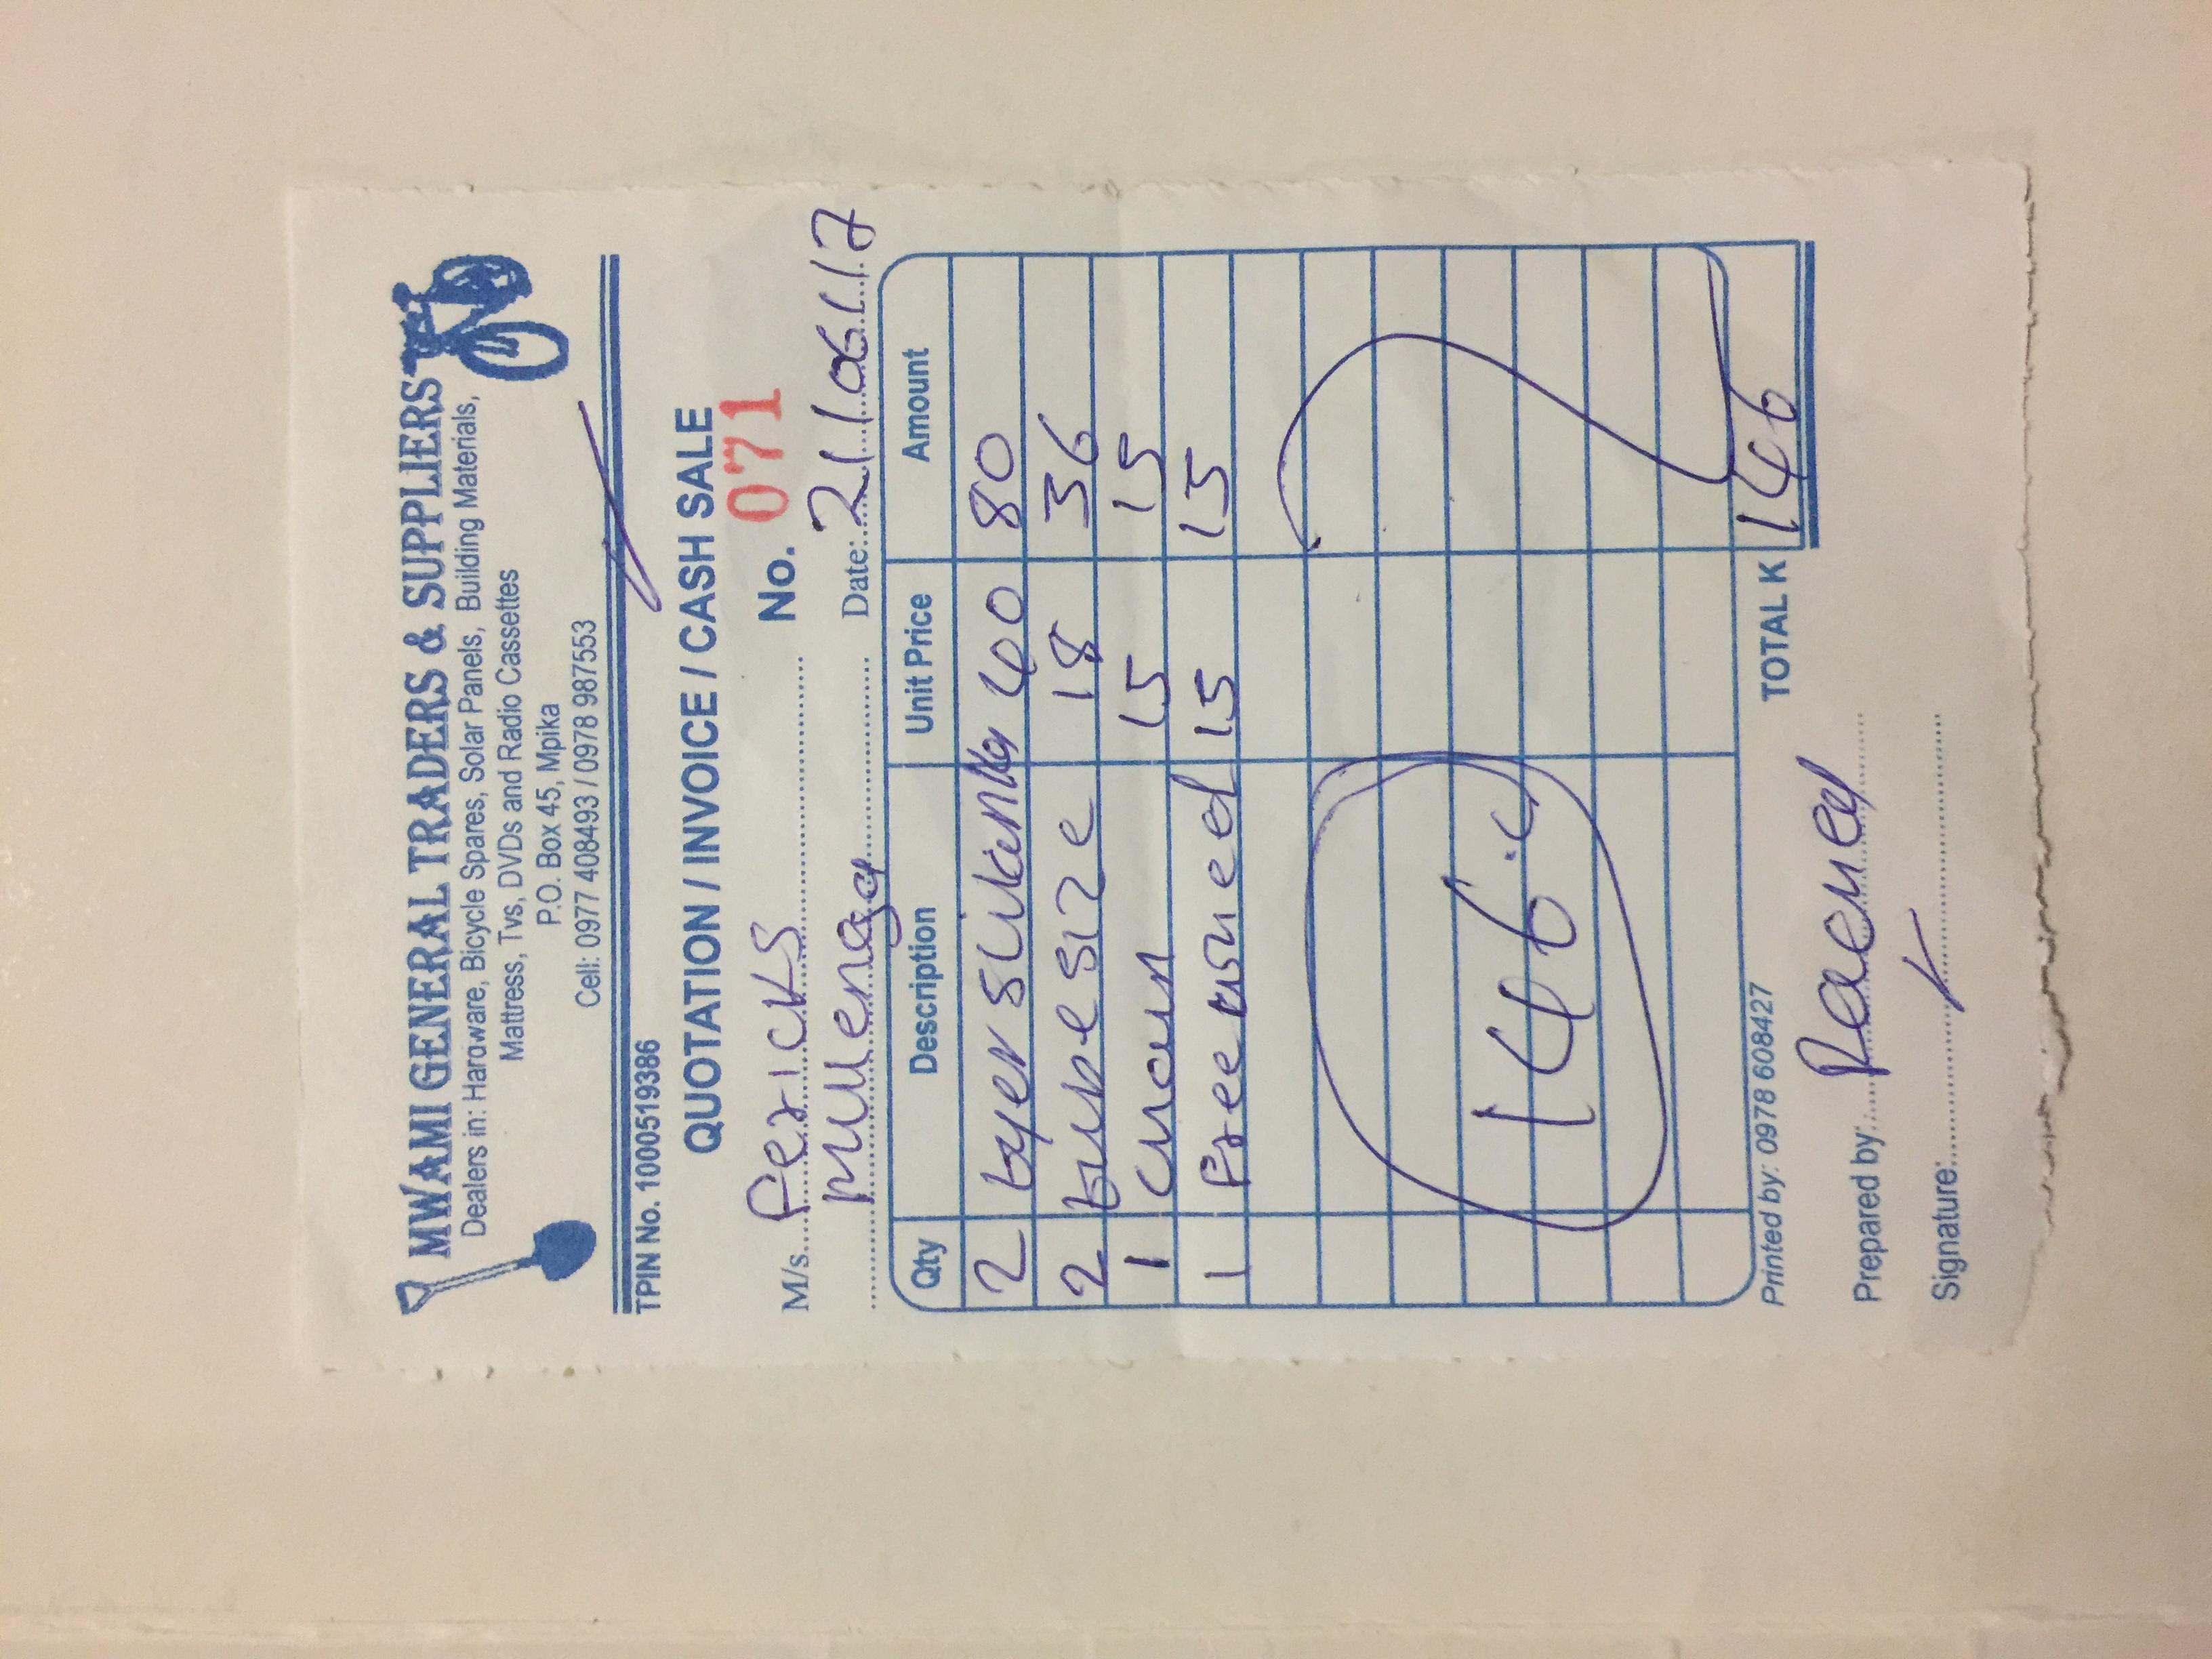 MWAMI GENERAL TRADERS & SUPPLIERS
Dealers in: Hardware, Bicycle Spares, Solar Panels, Building Materials,
Mattress, Tvs, DVDs and Radio Cassettes
P.O. Box 45, Mpika
Cell: 0977 408493 / 0978 987553
TPIN No. 1000519386
QUOTATION / INVOICE / CASH SALE
M/s. Pericks No. 071
Mulenga Date: 21/06/17
Qty Description Unit Price Amount
2 tyer 40 80
2 tube size 18 36
1 chain 15 15
1 Free wheel 15 15
146
Printed by: 0978 608427 TOTAL K 146
Prepared by:
Signature: